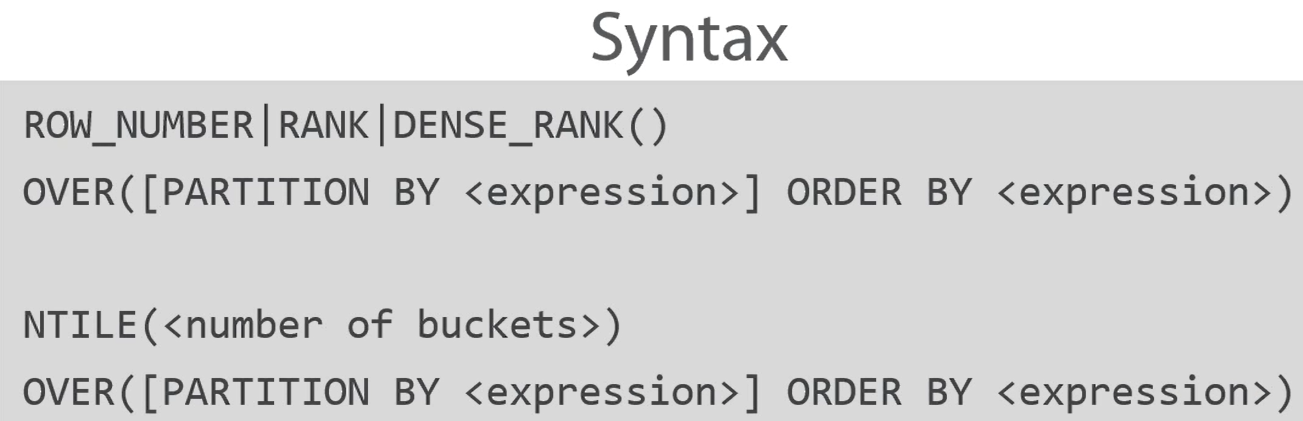 Syntax
ROW_NUMBER|RANK|DENSE_RANK()
OVER([PARTITION BY <expression>] ORDER BY <expression>)
NTILE(<number of buckets>)
OVER([PARTITION BY <expression>] ORDER BY <expression>)